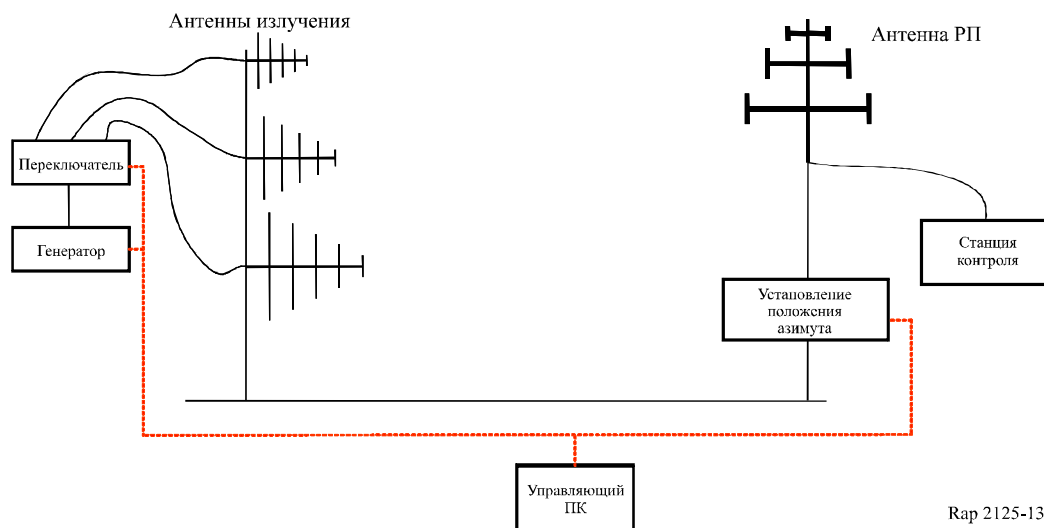 Антенны излучения
Антенна РП
Переключатель
Генератор
Станция
контроля
Установление
положения
азимута
Управляющий
ПК
Rap 2125-13